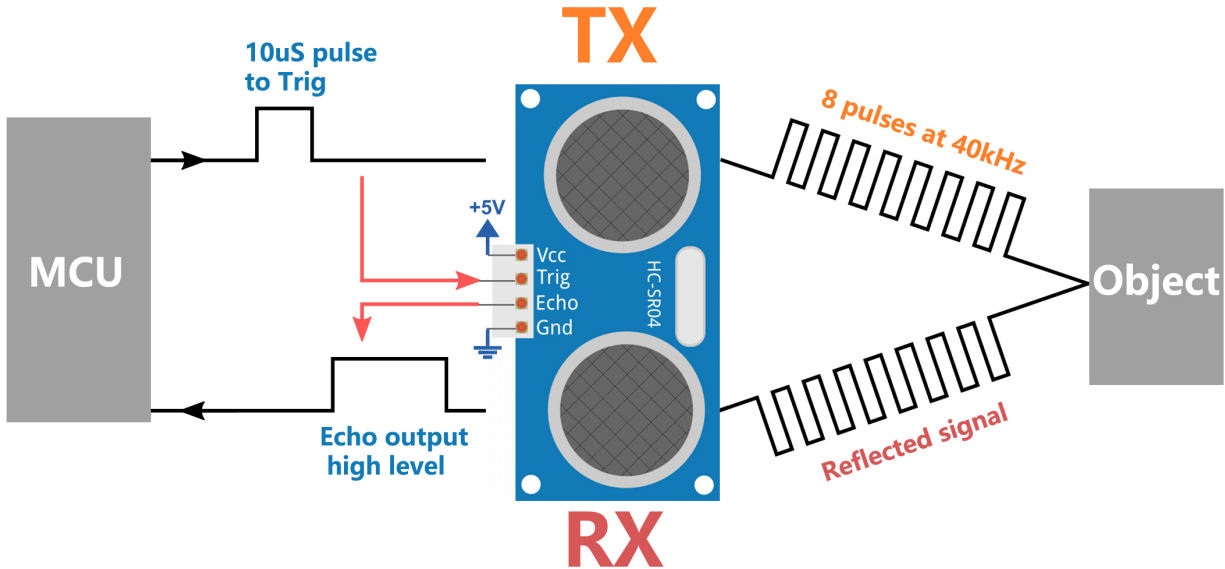 TX
10uS pulse
to Trig
8 pulses at 40kHz
+5V
MCU
Vcc
Trig
Echo
Gnd
HC-SR04
Object
Echo output
high level
Reflected signal
RX